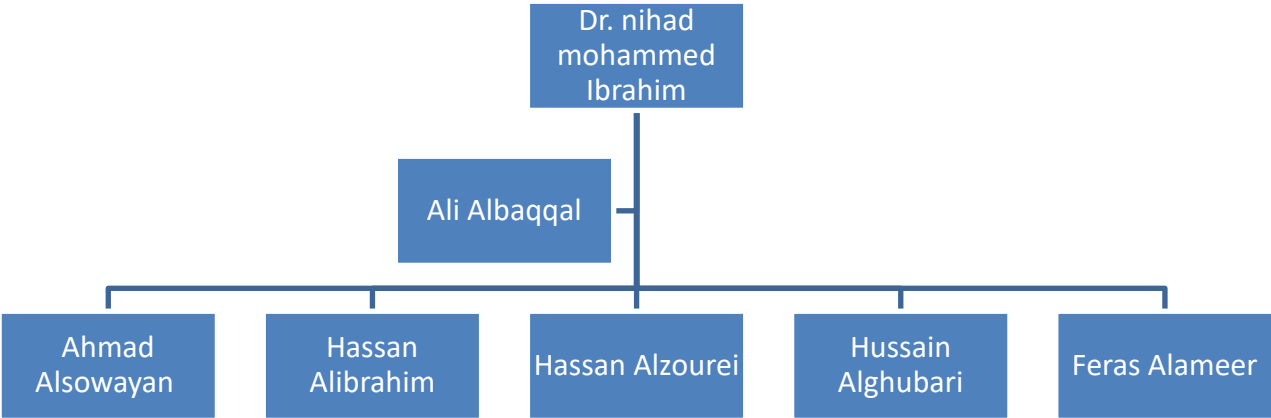 Dr. nihad
mohammed
Ibrahim
Ali Albaqqal
Ahmad
Alsowayan
Hassan
Alibrahim
Hassan Alzourei
Hussain
Alghubari
Feras Alameer